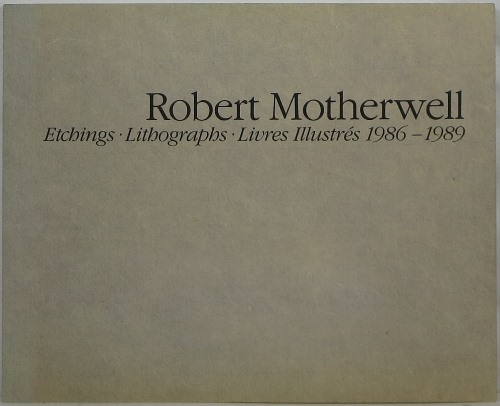 Robert Motherwell
Etchings · Lithographs · Livres Illustrés 1986 – 1989